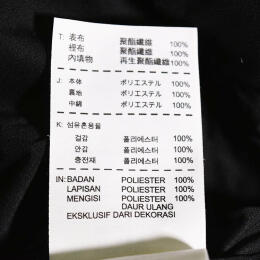 T: 表布 聚酯纖維 100%
裡布 聚酯纖維 100%
內填物 再生聚酯纖維 100%
J: 本体 ポリエステル 100%
裏地 ポリエステル 100%
中綿 ポリエステル 100%
K: 섬유혼용율
겉감 폴리에스터 100%
안감 폴리에스터 100%
충전재 폴리에스터 100%
IN: BADAN POLIESTER 100%
LAPISAN POLIESTER 100%
MENGISI POLIESTER 100%
DAUR ULANG
EKSKLUSIF DARI DEKORASI